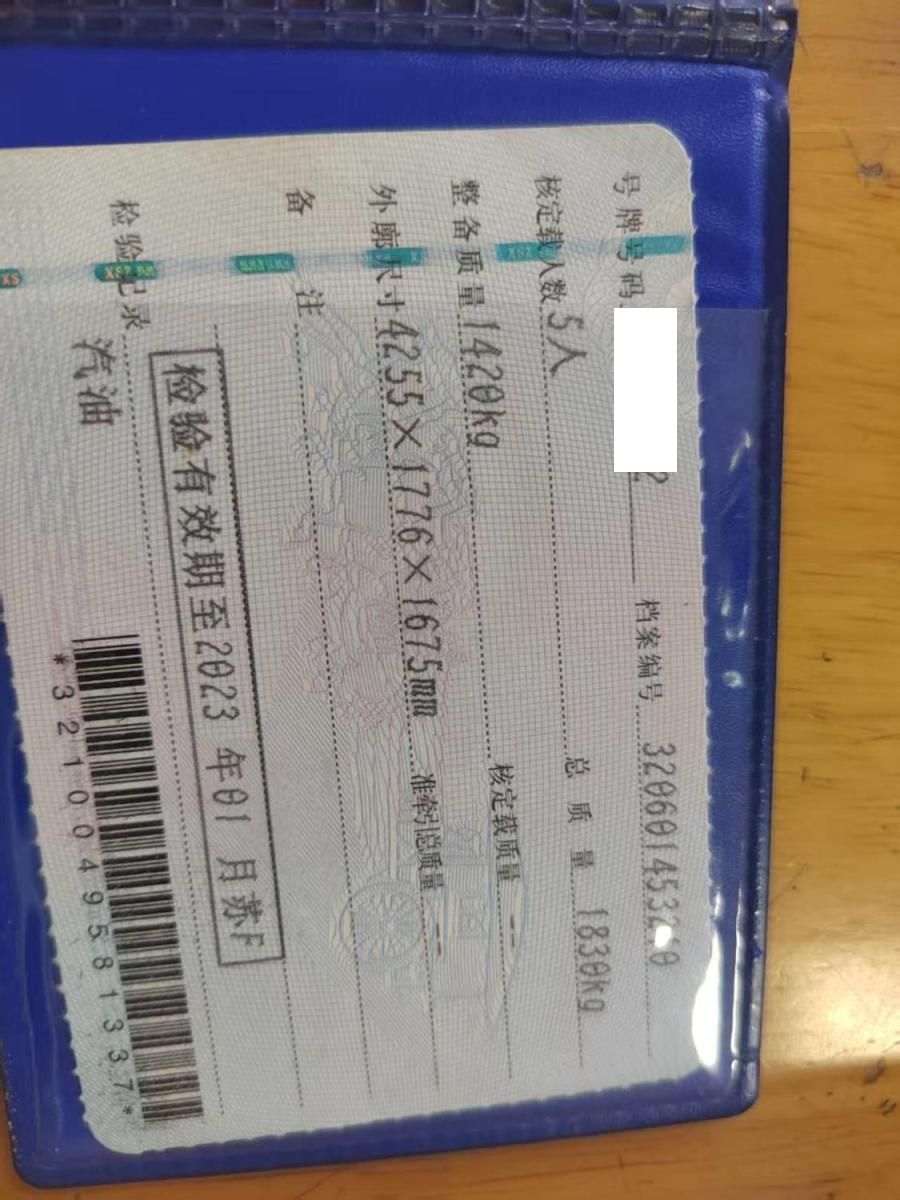 号牌号码 档案编号
核定载人数 5人 总质量 1830kg
整备质量 1420kg 核定载质量 --
外廓尺寸 4255×1776×1675mm 准牵引总质量 --
备注
检验有效期至2023年01月苏F
检验记录
汽油
*3210049581337*